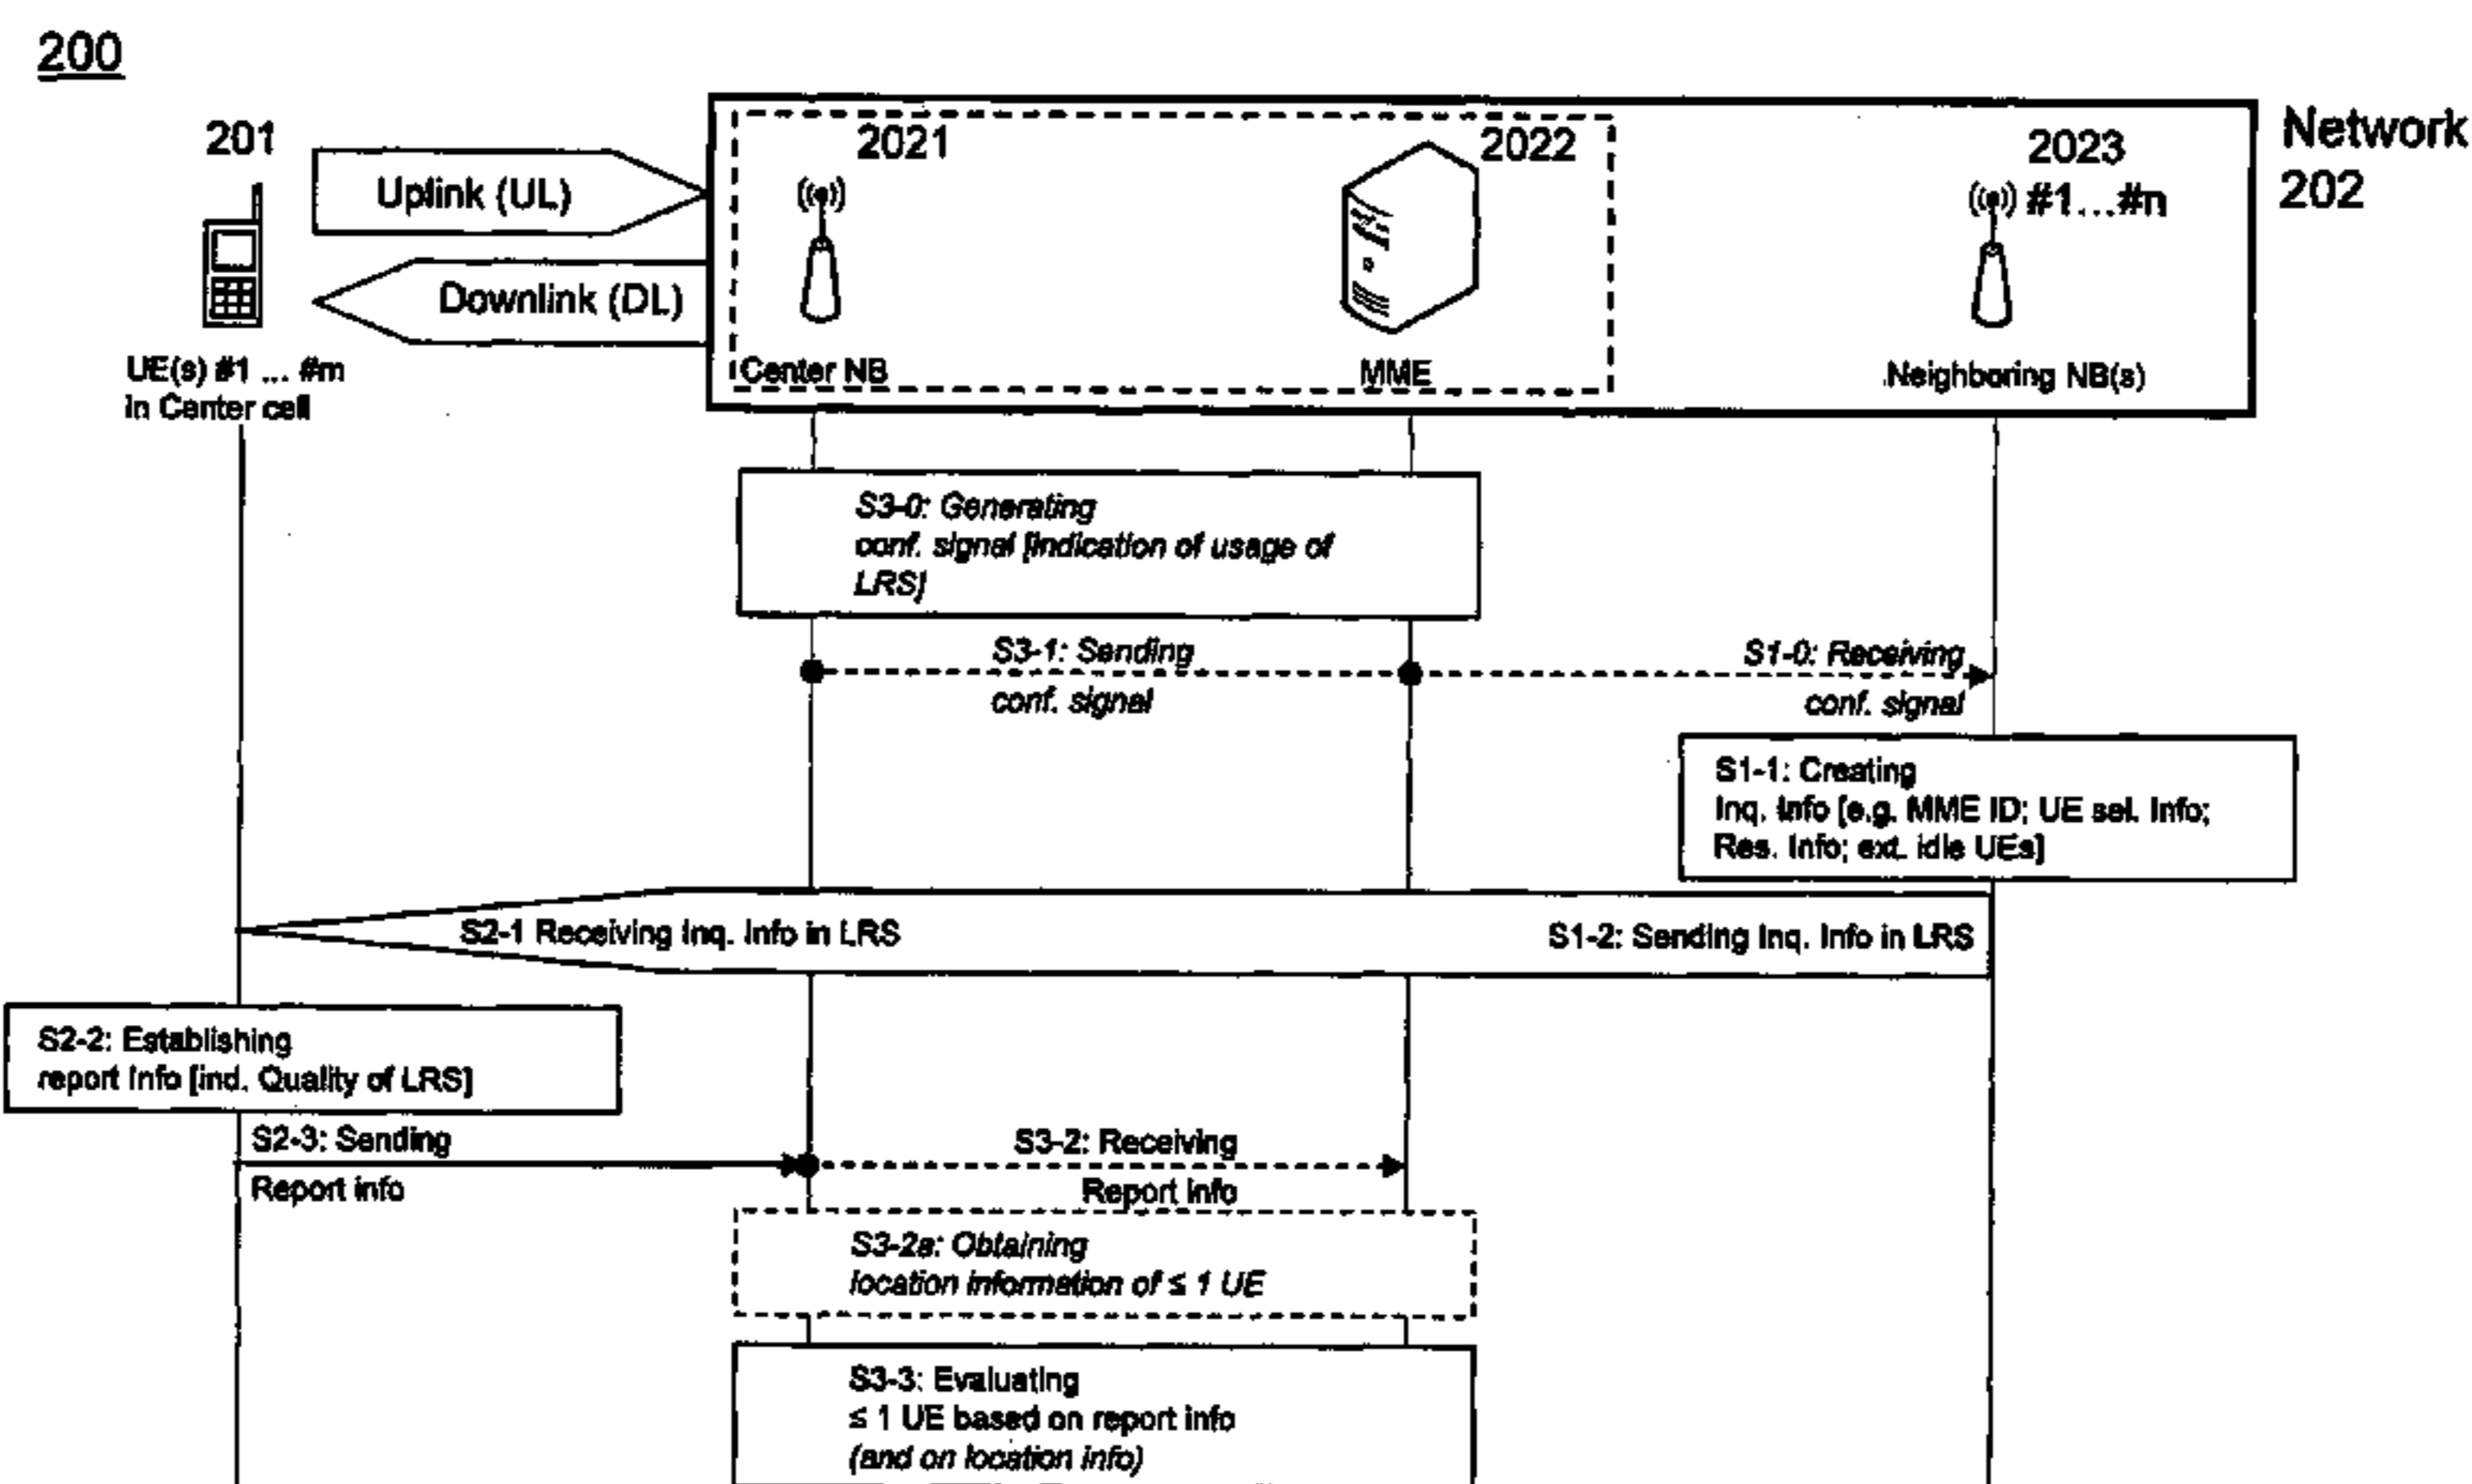 200
201
Uplink (UL)
Downlink (DL)
UE(s) #1 ... #m
in Center cell
2021
Center NB
2022
MME
2023
#1...#n
Neighboring NB(s)
Network
202
S3-0: Generating
conf. signal [indication of usage of
LRS]
S3-1: Sending
conf. signal
S1-0: Receiving
conf. signal
S1-1: Creating
Inq. Info [e.g. MME ID; UE sel. Info;
Res. Info; ext. idle UEs]
S2-1 Receiving Inq. Info in LRS
S1-2: Sending Inq. Info in LRS
S2-2: Establishing
report Info [ind. Quality of LRS]
S2-3: Sending
Report info
S3-2: Receiving
Report Info
S3-2a: Obtaining
location information of ≤ 1 UE
S3-3: Evaluating
≤ 1 UE based on report info
(and on location info)